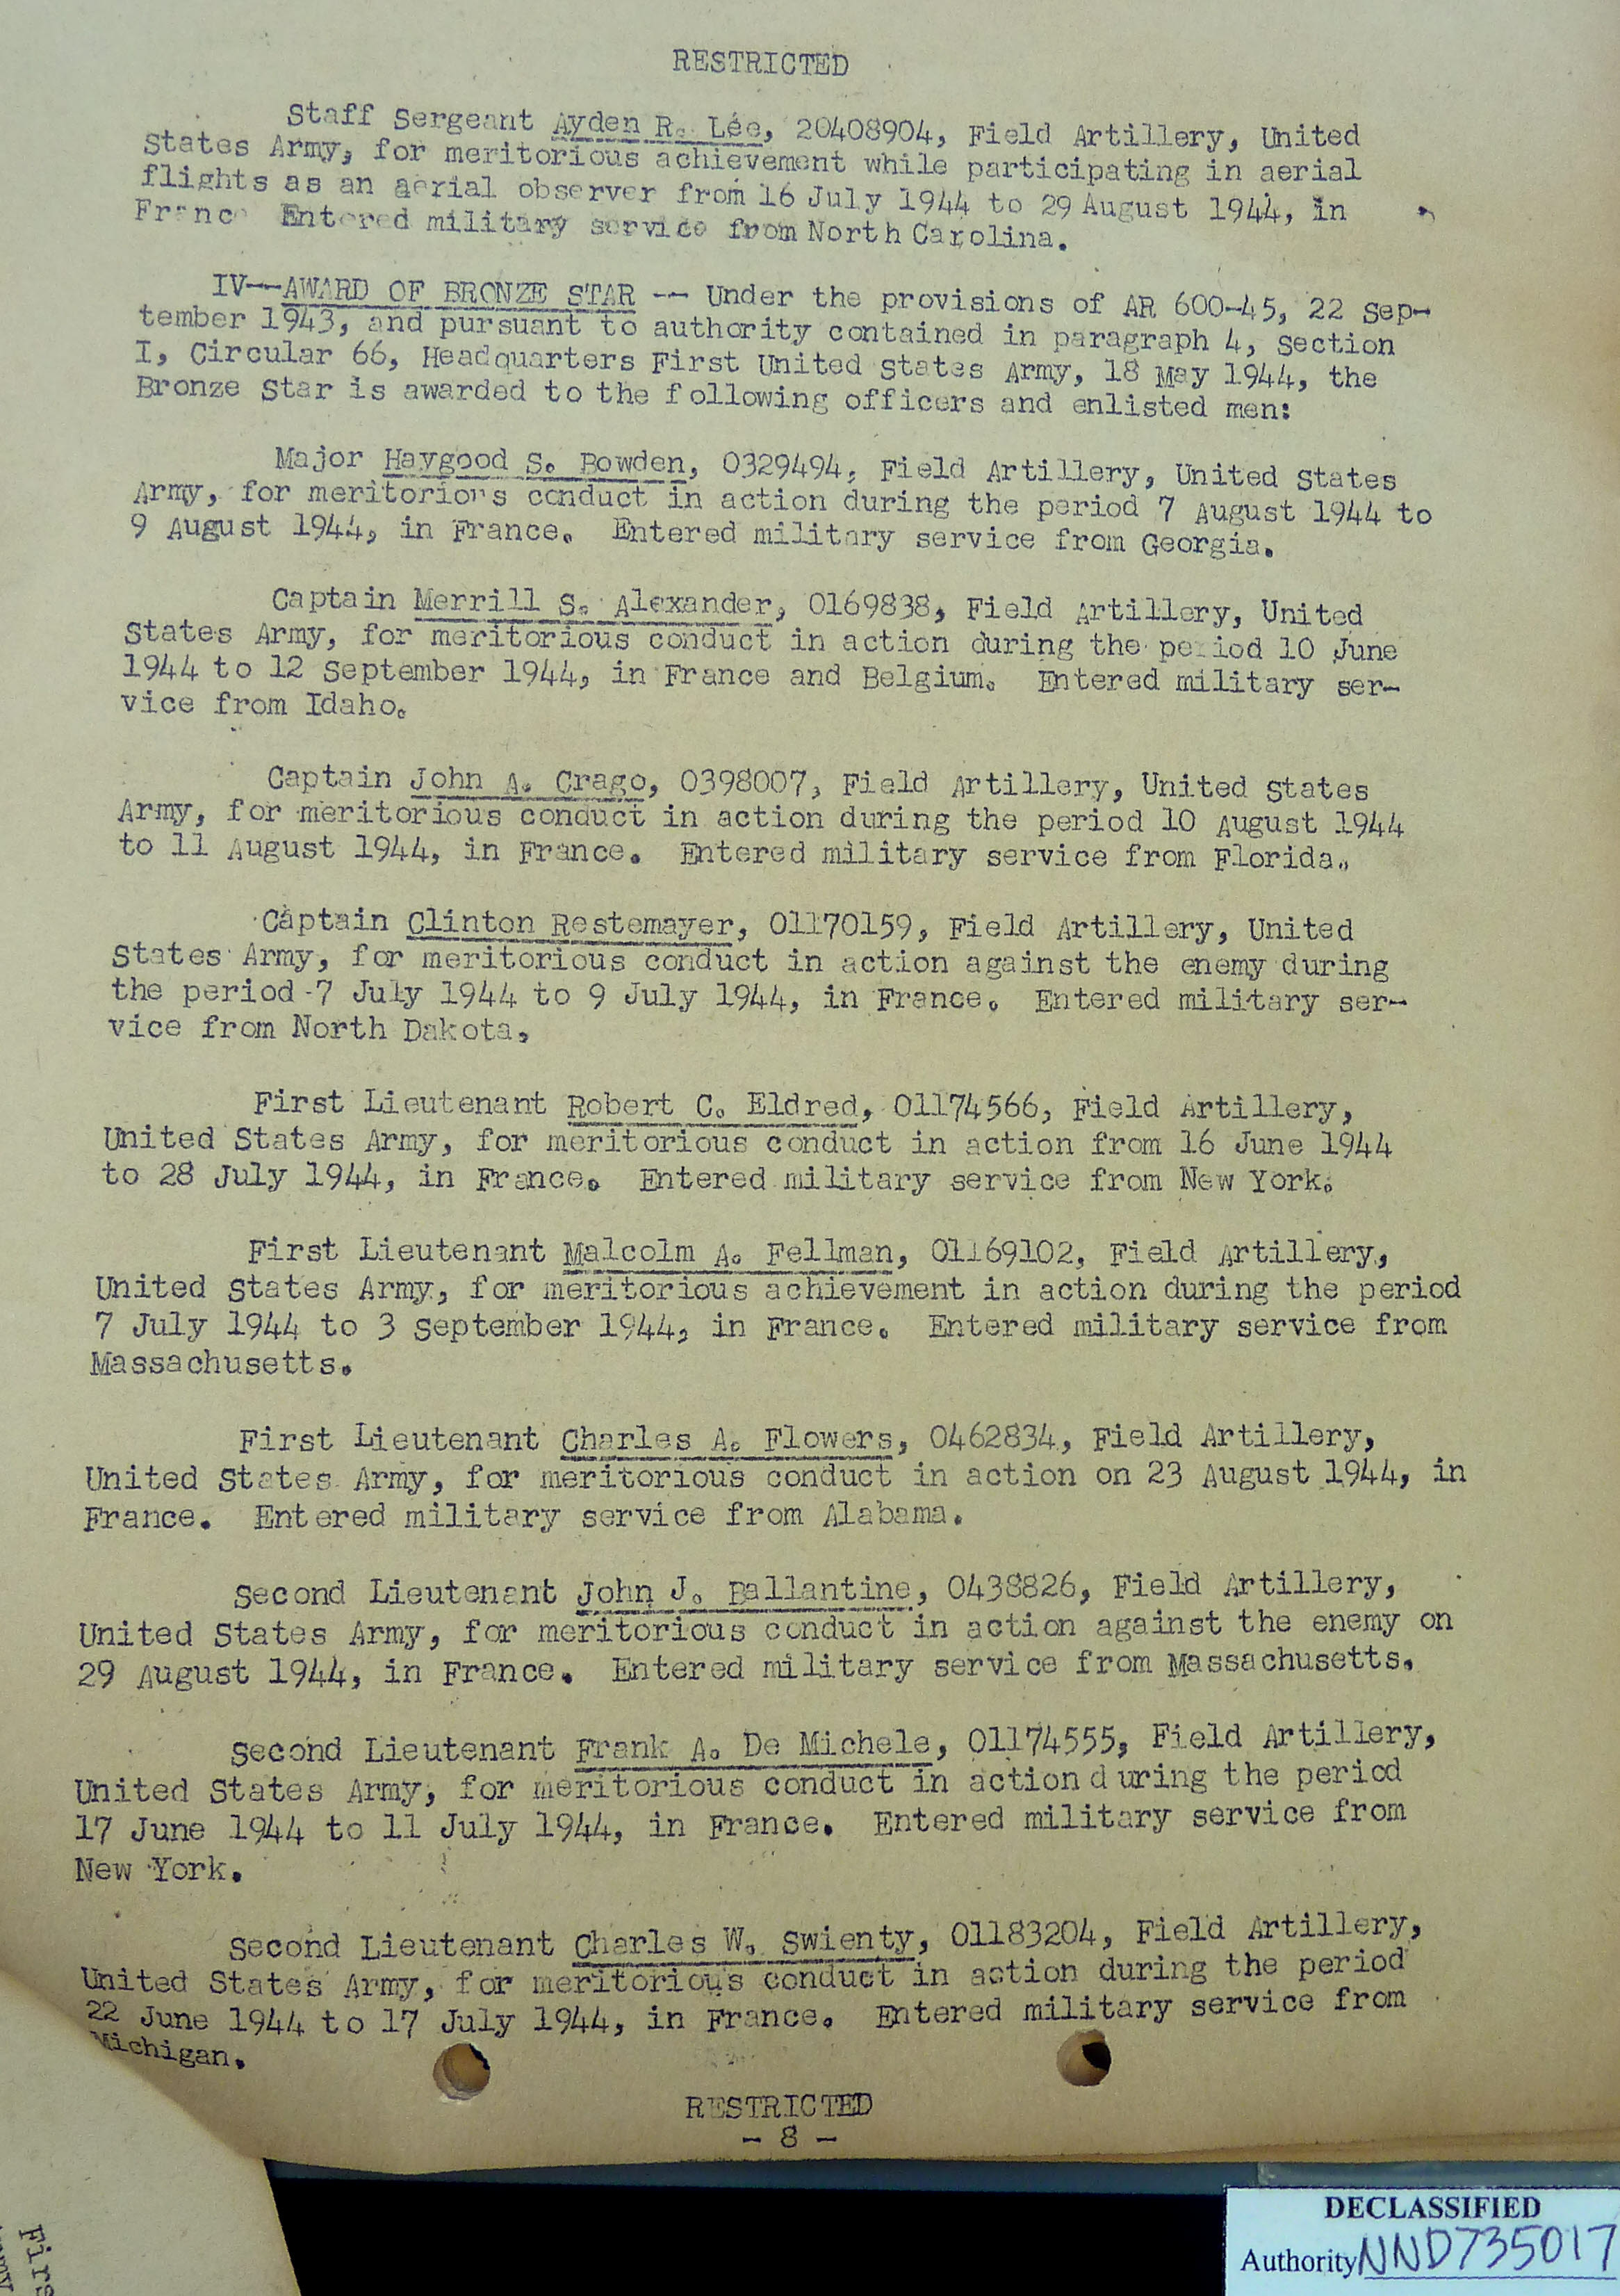 RESTRICTED
Staff Sergeant Ayden R. Lee, 20408904, Field Artillery, United
States Army, for meritorious achievement while participating in aerial
flights as an aerial observer from 16 July 1944 to 29 August 1944, in
France Entered military service from North Carolina.
IV--AWARD OF BRONZE STAR -- Under the provisions of AR 600-45, 22 Sep-
tember 1943, and pursuant to authority contained in paragraph 4, Section
I, Circular 66, Headquarters First United States Army, 18 May 1944, the
Bronze Star is awarded to the following officers and enlisted men:
Major Haygood S. Bowden, 0329494, Field Artillery, United States
Army, for meritorious conduct in action during the period 7 August 1944 to
9 August 1944, in France. Entered military service from Georgia.
Captain Merrill S. Alexander, 0169838, Field Artillery, United
States Army, for meritorious conduct in action during the period 10 June
1944 to 12 September 1944, in France and Belgium. Entered military ser-
vice from Idaho.
Captain John A. Crago, 0398007, Field Artillery, United States
Army, for meritorious conduct in action during the period 10 August 1944
to 11 August 1944, in France. Entered military service from Florida.
Captain Clinton Restemayer, 01170159, Field Artillery, United
States Army, for meritorious conduct in action against the enemy during
the period 7 July 1944 to 9 July 1944, in France. Entered military ser-
vice from North Dakota.
First Lieutenant Robert C. Eldred, 01174566, Field Artillery,
United States Army, for meritorious conduct in action from 16 June 1944
to 28 July 1944, in France. Entered military service from New York.
First Lieutenant Malcolm A. Fellman, 01169102, Field Artillery,
United States Army, for meritorious achievement in action during the period
7 July 1944 to 3 September 1944, in France. Entered military service from
Massachusetts.
First Lieutenant Charles A. Flowers, 0462834, Field Artillery,
United States Army, for meritorious conduct in action on 23 August 1944, in
France. Entered military service from Alabama.
Second Lieutenant John J. Ballantine, 0438826, Field Artillery,
United States Army, for meritorious conduct in action against the enemy on
29 August 1944, in France. Entered military service from Massachusetts.
Second Lieutenant Frank A. De Michele, 01174555, Field Artillery,
United States Army, for meritorious conduct in action during the period
17 June 1944 to 11 July 1944, in France. Entered military service from
New York.
Second Lieutenant Charles W. Swienty, 01183204, Field Artillery,
United States Army, for meritorious conduct in action during the period
22 June 1944 to 17 July 1944, in France. Entered military service from
Michigan.
RESTRICTED
- 8 -
DECLASSIFIED
Authority NND735017
Firs